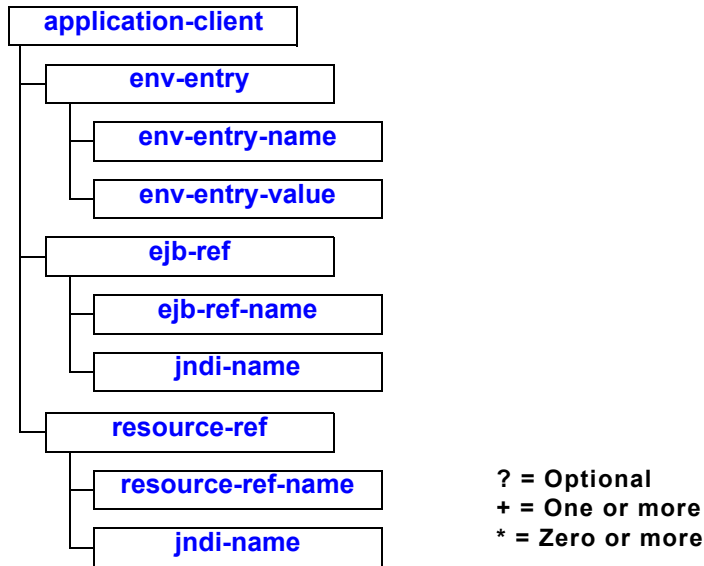 application-client
env-entry
env-entry-name
env-entry-value
ejb-ref
ejb-ref-name
jndi-name
resource-ref
resource-ref-name
jndi-name
? = Optional
+ = One or more
* = Zero or more